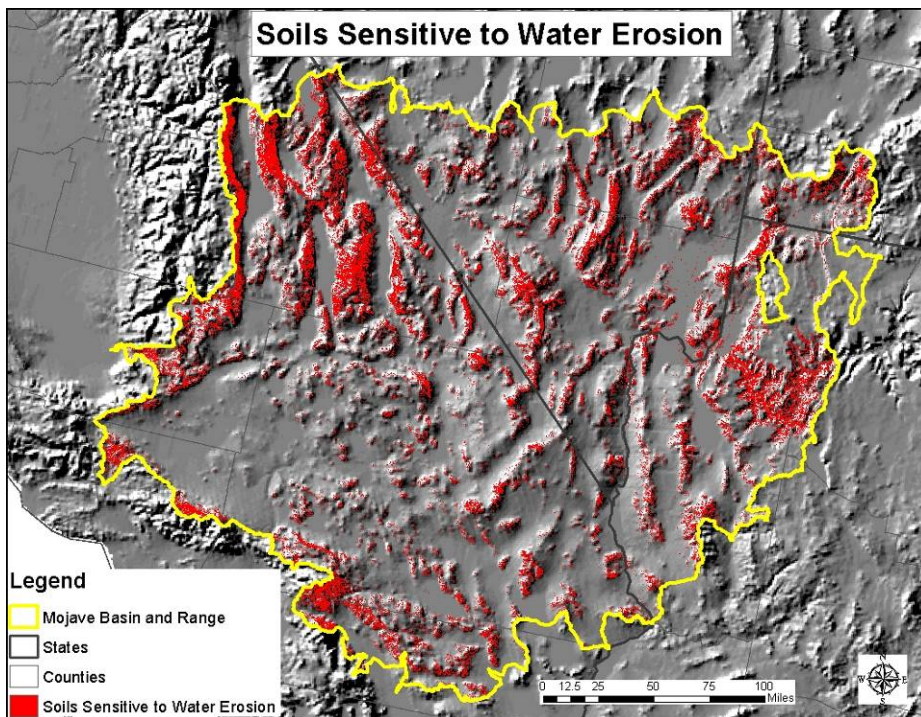 Soils Sensitive to Water Erosion
Legend
Mojave Basin and Range
States
Counties
Soils Sensitive to Water Erosion
0 12.5 25 50 75 100
Miles
N
W E
S